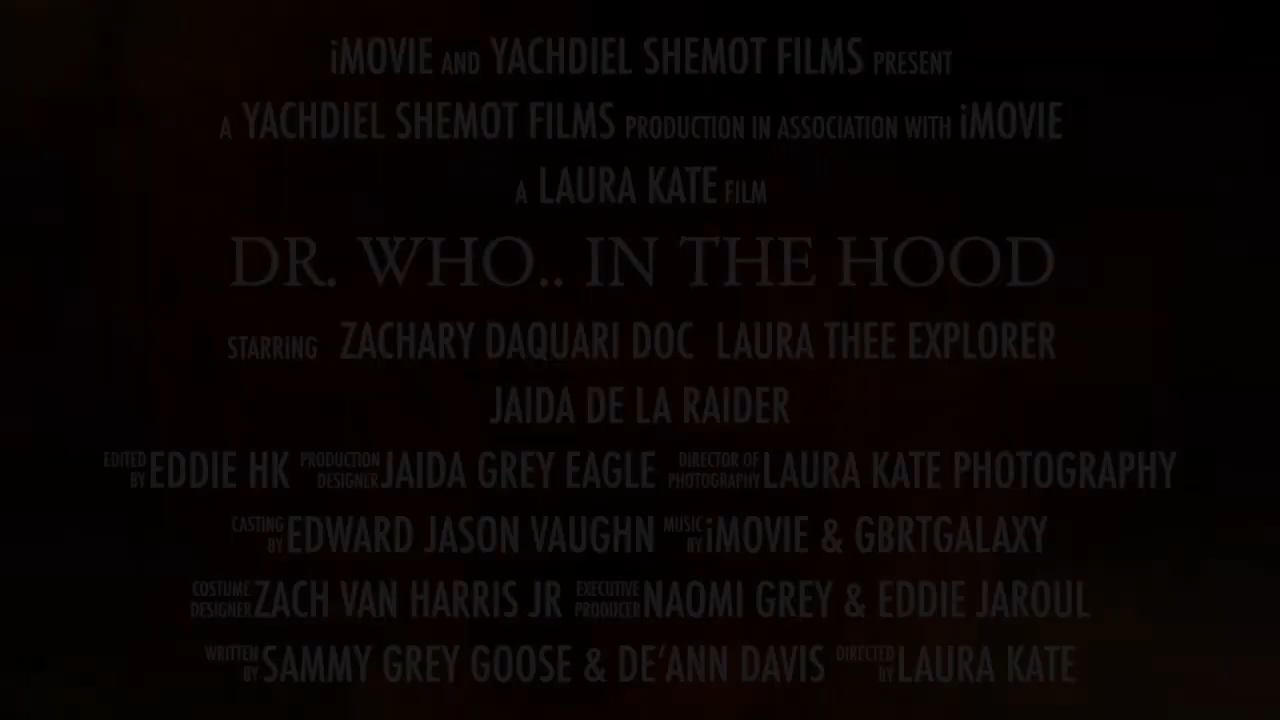 iMOVIE AND YACHDIEL SHEMOT FILMS PRESENT
A YACHDIEL SHEMOT FILMS PRODUCTION IN ASSOCIATION WITH iMOVIE
A LAURA KATE FILM
DR. WHO.. IN THE HOOD
STARRING ZACHARY DAQUARI DOC LAURA THEE EXPLORER
JAIDA DE LA RAIDER
EDITED BY EDDIE HK PRODUCTION DESIGNER JAIDA GREY EAGLE DIRECTOR OF PHOTOGRAPHY LAURA KATE PHOTOGRAPHY
CASTING BY EDWARD JASON VAUGHN MUSIC BY iMOVIE & GBRTGALAXY
COSTUME DESIGNER ZACH VAN HARRIS JR EXECUTIVE PRODUCER NAOMI GREY & EDDIE JAROUL
WRITTEN BY SAMMY GREY GOOSE & DE'ANN DAVIS DIRECTED BY LAURA KATE